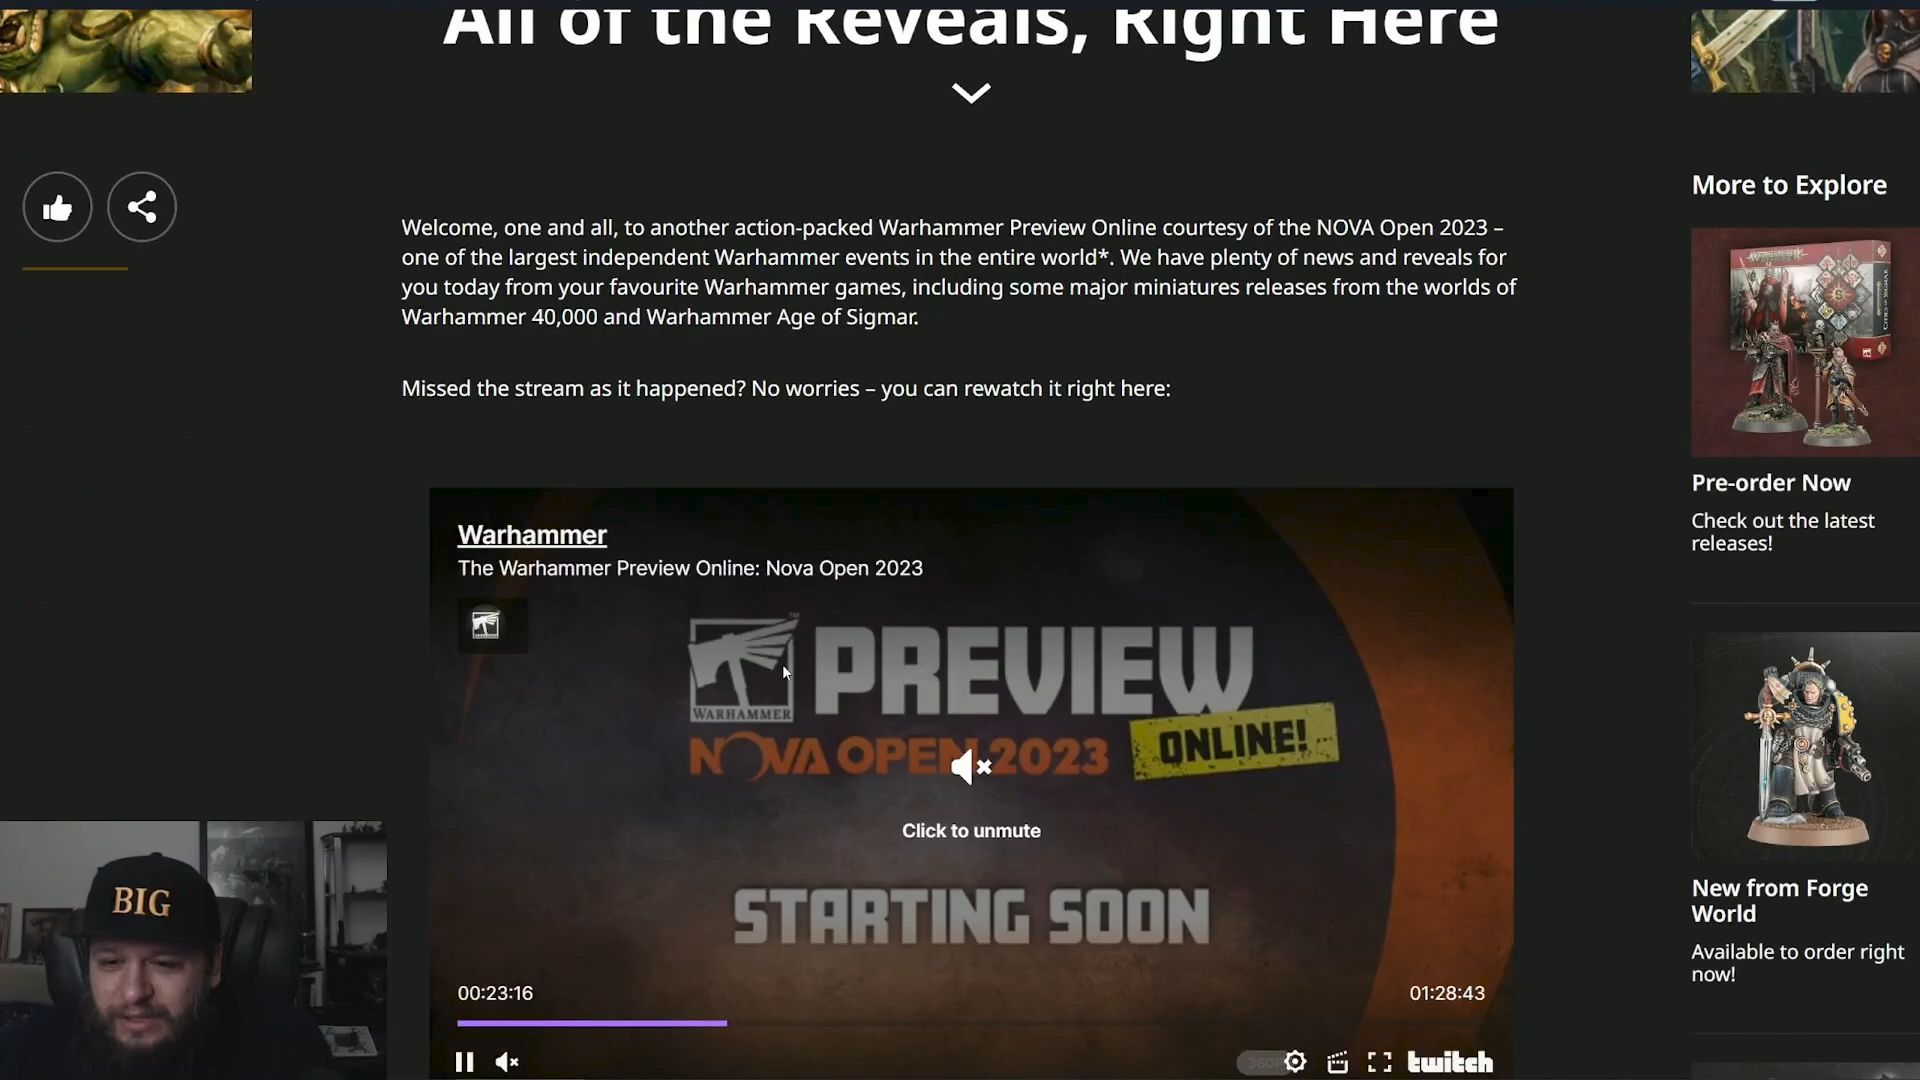 All of the Reveals, Right Here
Welcome, one and all, to another action-packed Warhammer Preview Online courtesy of the NOVA Open 2023 –
one of the largest independent Warhammer events in the entire world*. We have plenty of news and reveals for
you today from your favourite Warhammer games, including some major miniatures releases from the worlds of
Warhammer 40,000 and Warhammer Age of Sigmar.
Missed the stream as it happened? No worries – you can rewatch it right here:
Warhammer
The Warhammer Preview Online: Nova Open 2023
PREVIEW
WARHAMMER
NOVA OPEN 2023
ONLINE!
Click to unmute
STARTING SOON
00:23:16
01:28:43
360P
twitch
BIG
More to Explore
WARHAMMER
CITIES OF SIGMAR
Pre-order Now
Check out the latest
releases!
New from Forge
World
Available to order right
now!